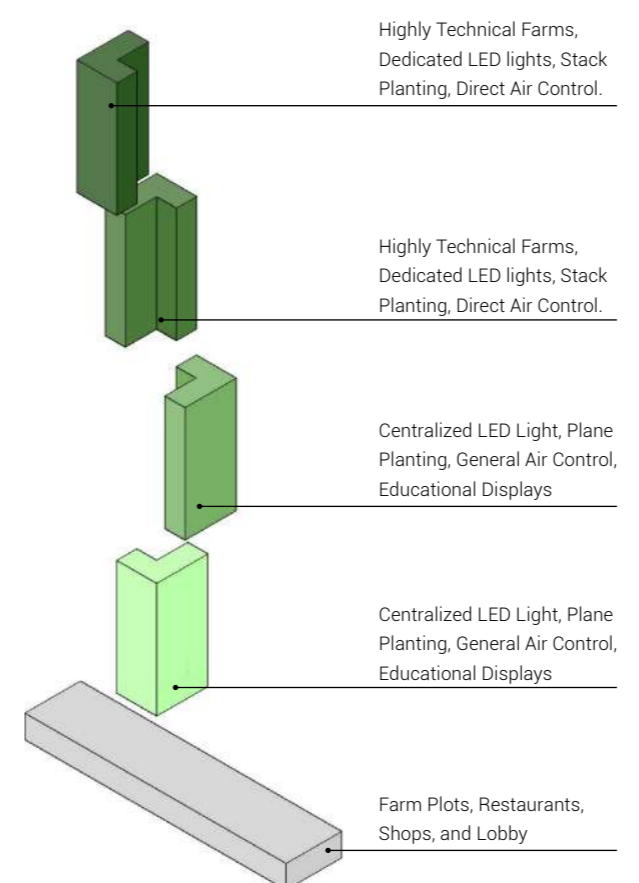 Highly Technical Farms,
Dedicated LED lights, Stack
Planting, Direct Air Control.
Highly Technical Farms,
Dedicated LED lights, Stack
Planting, Direct Air Control.
Centralized LED Light, Plane
Planting, General Air Control,
Educational Displays
Centralized LED Light, Plane
Planting, General Air Control,
Educational Displays
Farm Plots, Restaurants,
Shops, and Lobby